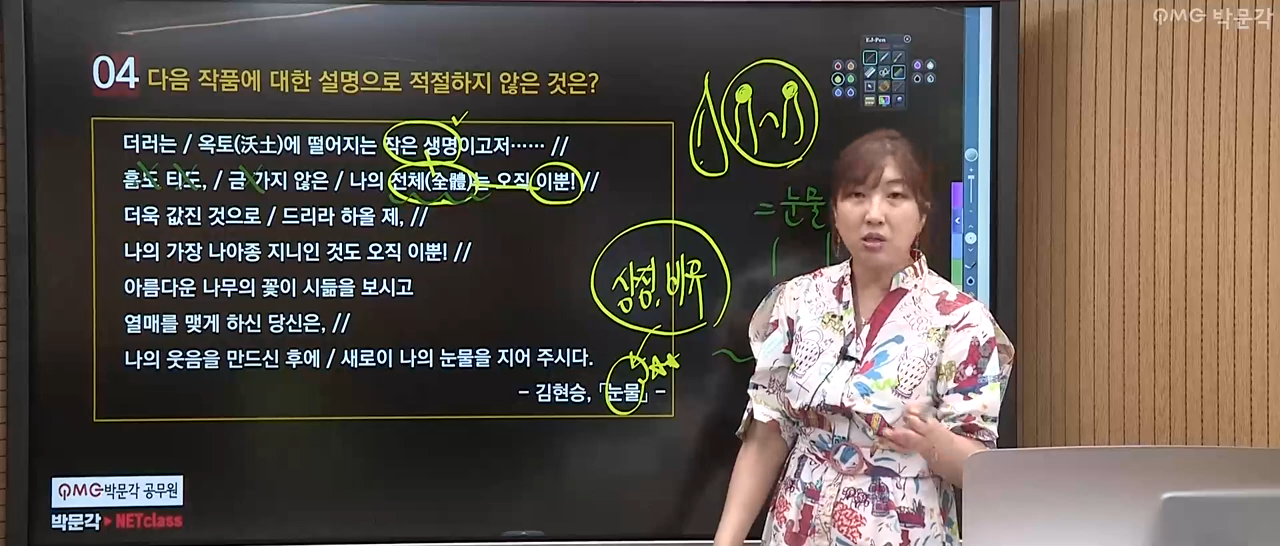 QMG 박문각
EJ-Pen
04 다음 작품에 대한 설명으로 적절하지 않은 것은?
더러는 / 옥토(沃土)에 떨어지는 작은 생명이고저…… //
흠도 티도, / 금 가지 않은 / 나의 전체(全體)는 오직 이뿐! //
더욱 값진 것으로 / 드리라 하올 제, //
나의 가장 나아종 지니인 것도 오직 이뿐! //
아름다운 나무의 꽃이 시듦을 보시고
열매를 맺게 하신 당신은, //
나의 웃음을 만드신 후에 / 새로이 나의 눈물을 지어 주시다.
- 김현승, 「눈물」 -
= 눈물
상징, 비유
QMG 박문각 공무원
박문각 ▶ NETclass